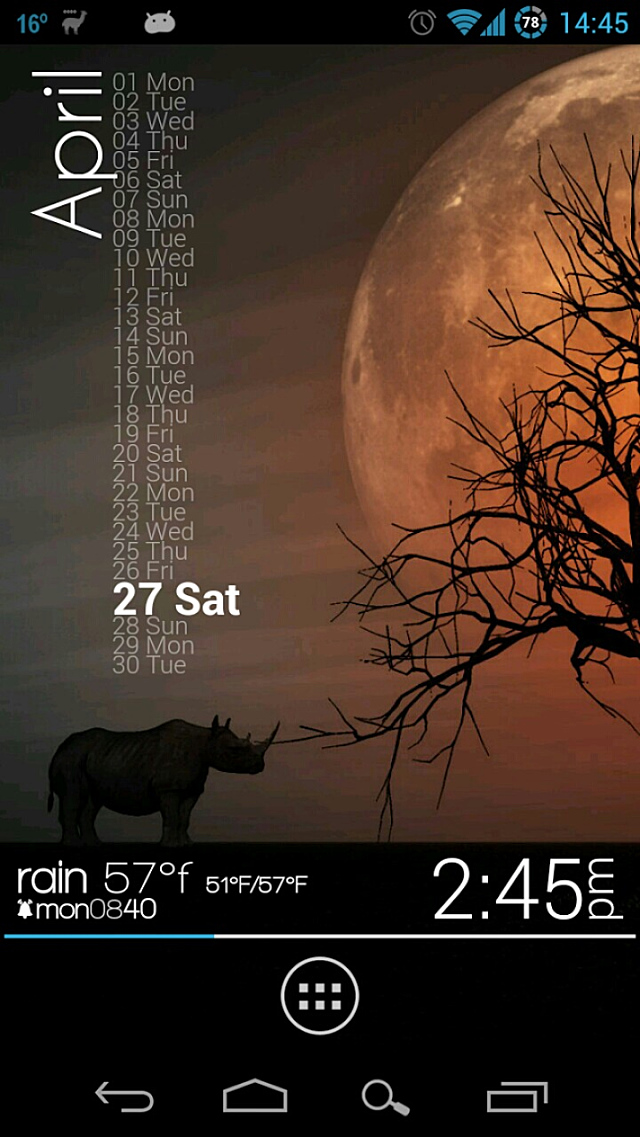 16° 78 14:45
April
01 Mon
02 Tue
03 Wed
04 Thu
05 Fri
06 Sat
07 Sun
08 Mon
09 Tue
10 Wed
11 Thu
12 Fri
13 Sat
14 Sun
15 Mon
16 Tue
17 Wed
18 Thu
19 Fri
20 Sat
21 Sun
22 Mon
23 Tue
24 Wed
25 Thu
26 Fri
27 Sat
28 Sun
29 Mon
30 Tue
rain 57°f 51°F/57°F
mon0840
2:45 pm